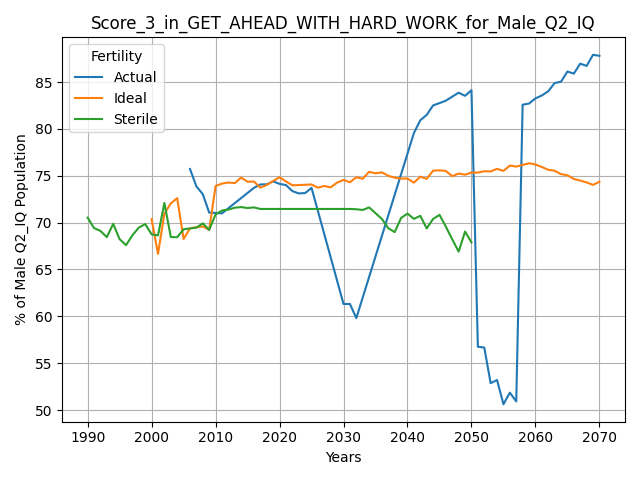 Score_3_in_GET_AHEAD_WITH_HARD_WORK_for_Male_Q2_IQ
Fertility
Actual
Ideal
Sterile
% of Male Q2_IQ Population
85
80
75
70
65
60
55
50
1990 2000 2010 2020 2030 2040 2050 2060 2070
Years